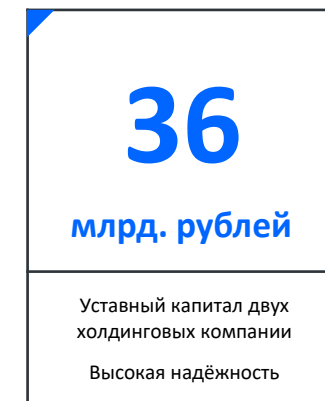 36
млрд. рублей
Уставный капитал двух
холдинговых компании
Высокая надёжность